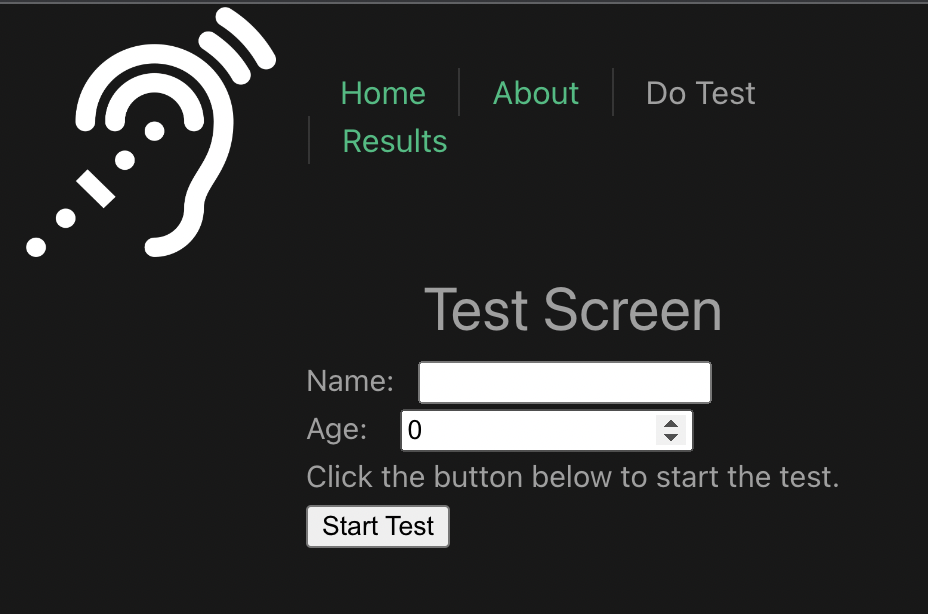 Home About Do Test
Results
Test Screen
Name:
Age: 0
Click the button below to start the test.
Start Test